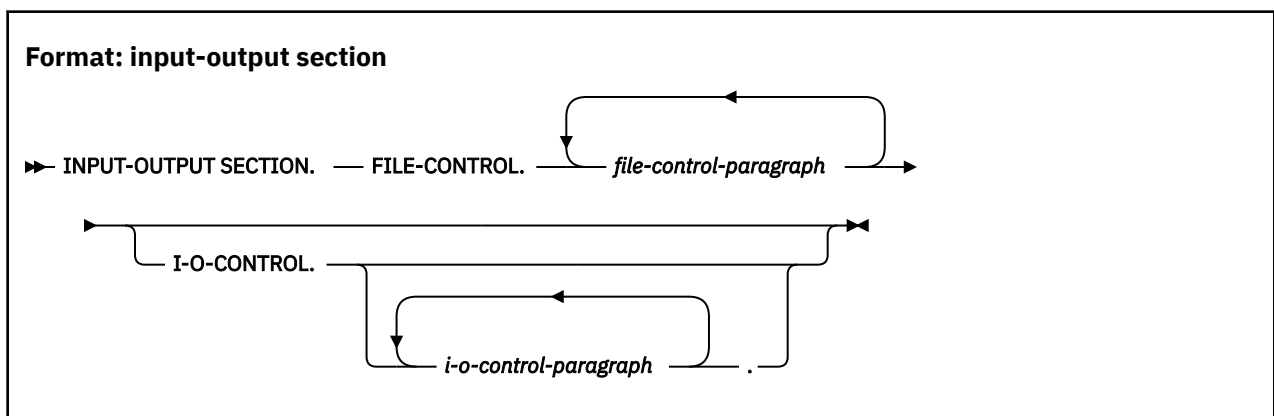 Format: input-output section
INPUT-OUTPUT SECTION. FILE-CONTROL. file-control-paragraph
I-O-CONTROL.
i-o-control-paragraph .